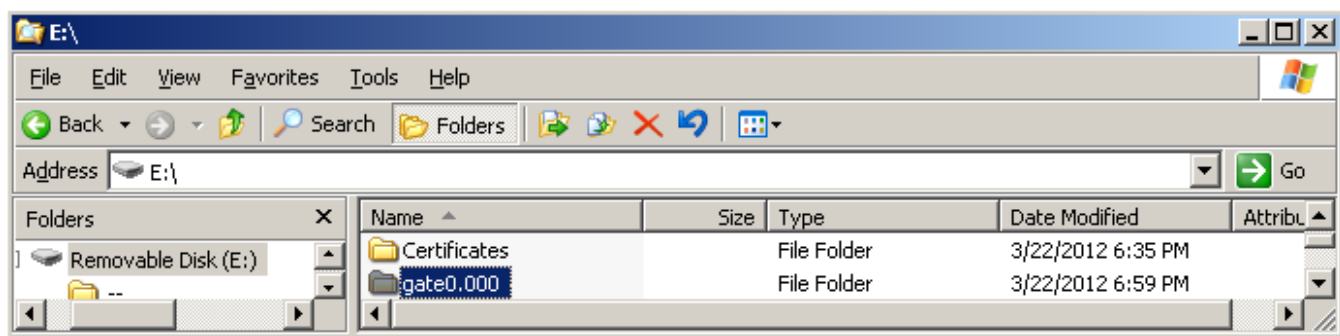 E:\
File Edit View Favorites Tools Help
Back Search Folders
Address E:\ Go
Folders Name Size Type Date Modified Attribu
Removable Disk (E:) Certificates File Folder 3/22/2012 6:35 PM
-- gate0.000 File Folder 3/22/2012 6:59 PM